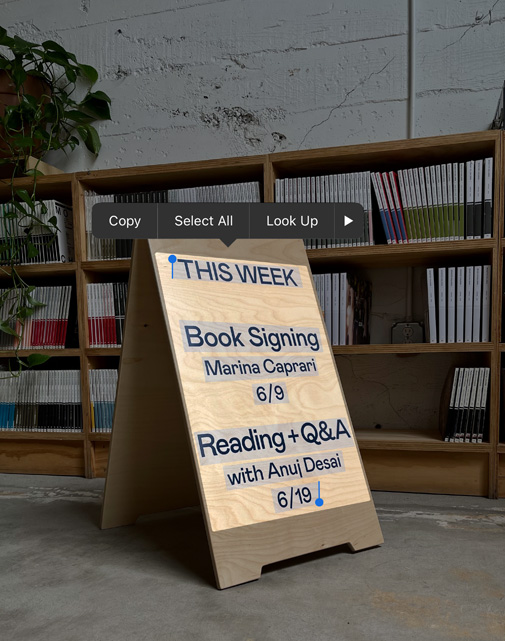 Copy
Select All
Look Up
THIS WEEK
Book Signing
Marina Caprari
6/9
Reading + Q&A
with Anuj Desai
6/19